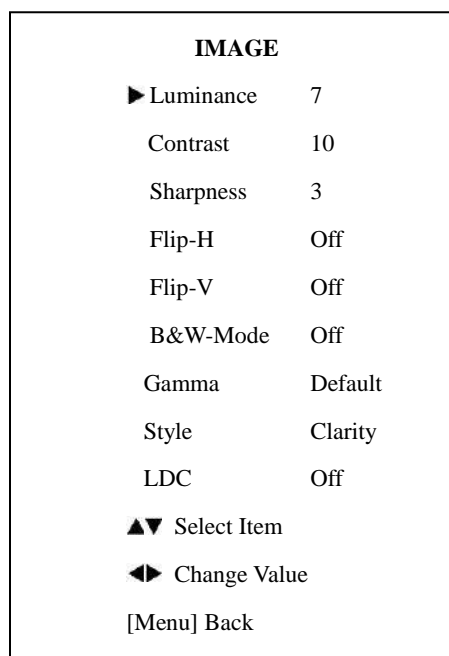 IMAGE
▶Luminance 7
Contrast 10
Sharpness 3
Flip-H Off
Flip-V Off
B&W-Mode Off
Gamma Default
Style Clarity
LDC Off
▲▼ Select Item
◀▶ Change Value
[Menu] Back